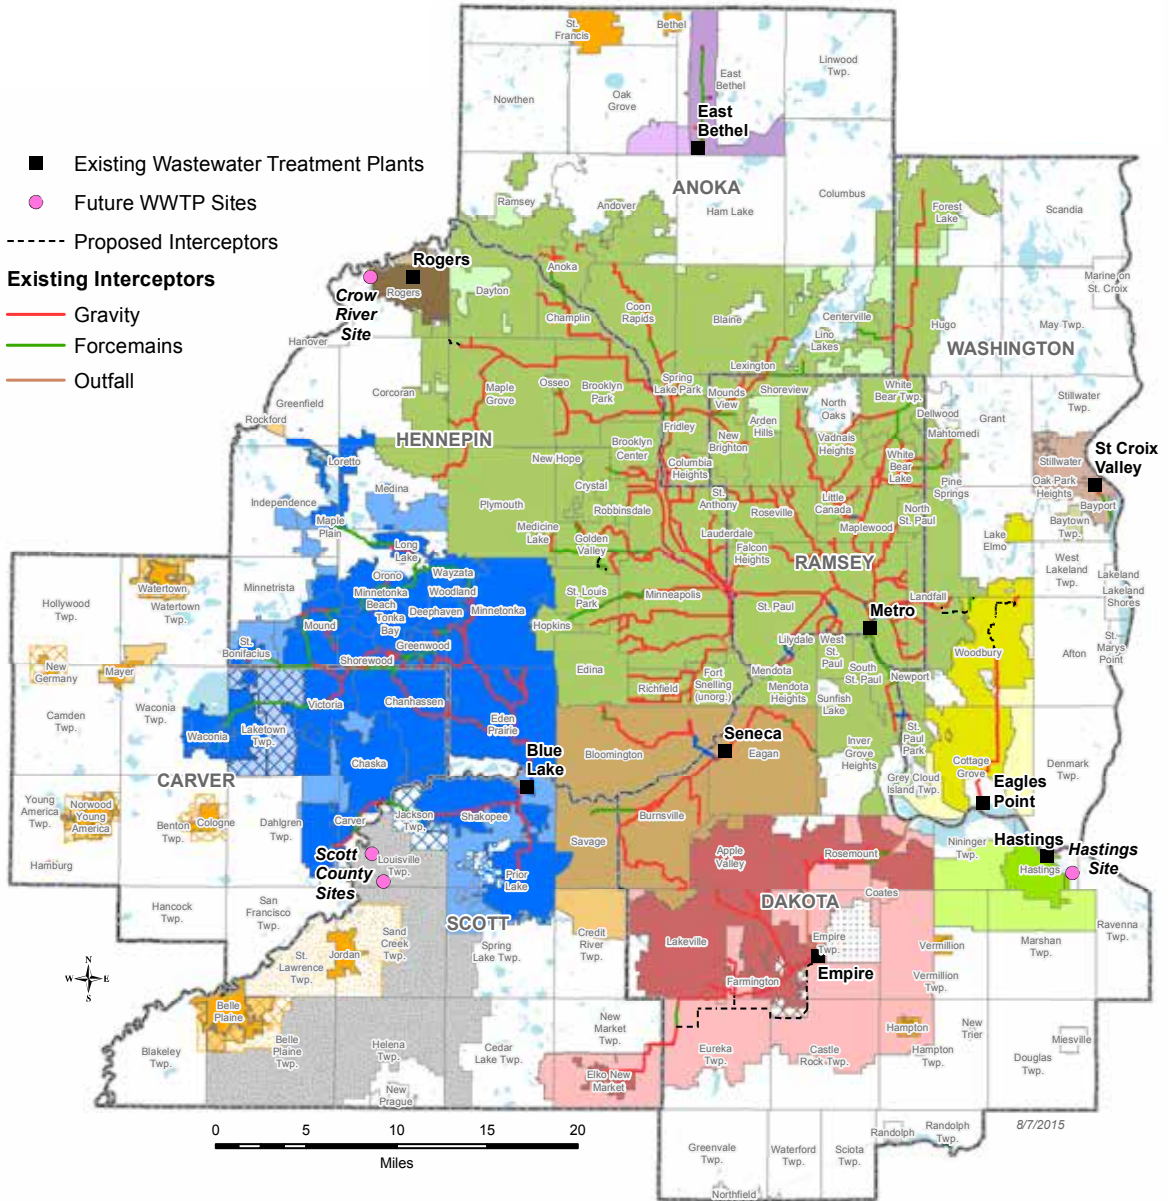 St.
Francis
Bethel
Linwood
Twp.
Nowthen
Oak
Grove
East
Bethel
East
Bethel
Existing Wastewater Treatment Plants
Future WWTP Sites
Proposed Interceptors
Existing Interceptors
Gravity
Forcemains
Outfall
ANOKA
Ramsey
Andover
Ham Lake
Columbus
Forest
Lake
Scandia
Rogers
Rogers
Crow
River
Site
Hanover
Dayton
Anoka
Champlin
Coon
Rapids
Blaine
Centerville
Lino
Lakes
Hugo
Marine on
St. Croix
May Twp.
WASHINGTON
Corcoran
Greenfield
Rockford
HENNEPIN
Maple
Grove
Osseo
Brooklyn
Park
Spring
Lake Park
Lexington
Mounds
View
Shoreview
North
Oaks
White
Bear Twp.
Dellwood
Mahtomedi
Grant
Stillwater
Twp.
Fridley
Arden
Hills
New
Brighton
Vadnais
Heights
White
Bear
Lake
Loretto
Medina
Independence
Maple
Plain
New Hope
Brooklyn
Center
Columbia
Heights
Crystal
Robbinsdale
Plymouth
Medicine
Lake
Golden
Valley
St.
Anthony
Roseville
Little
Canada
Maplewood
North
St. Paul
Pine
Springs
Stillwater
Oak Park
Heights
St Croix
Valley
Bayport
Baytown
Twp.
Lake
Elmo
West
Lakeland
Twp.
Lakeland
Lakeland
Shores
St.
Marys
Point
Lauderdale
Falcon
Heights
RAMSEY
Long
Lake
Orono
Minnetonka
Beach
Tonka
Bay
Wayzata
Woodland
Deephaven
Minnetonka
Greenwood
Minnetrista
Mound
Shorewood
St.
Bonifacius
St. Louis
Park
Hopkins
Minneapolis
St. Paul
Metro
Landfall
Woodbury
Afton
Lilydale
West
St.
Paul
Mendota
Mendota
Heights
South
St. Paul
Sunfish
Lake
Newport
Edina
Richfield
Fort
Snelling
(unorg.)
Hollywood
Twp.
Watertown
Watertown
Twp.
New
Germany
Mayer
Camden
Twp.
Waconia
Twp.
Waconia
Laketown
Twp.
Victoria
Chanhassen
Eden
Prairie
Chaska
CARVER
Blue
Lake
Bloomington
Seneca
Eagan
Inver
Grove
Heights
St.
Paul
Park
Grey Cloud
Island Twp.
Cottage
Grove
Eagles
Point
Denmark
Twp.
Young
America
Twp.
Norwood
Young
America
Benton
Twp.
Cologne
Dahlgren
Twp.
Hamburg
Carver
Jackson
Twp.
Shakopee
Savage
Burnsville
Scott
County
Sites
Louisville
Twp.
Prior
Lake
Apple
Valley
Rosemount
Nininger
Twp.
Hastings
Hastings
Hastings
Site
Coates
DAKOTA
Hancock
Twp.
San
Francisco
Twp.
SCOTT
Sand
Creek
Twp.
St.
Lawrence
Twp.
Jordan
Spring
Lake Twp.
Credit
River
Twp.
Lakeville
Empire
Twp.
Empire
Farmington
Vermillion
Vermillion
Twp.
Marshan
Twp.
Ravenna
Twp.
N
W E
S
Belle
Plaine
Belle
Plaine
Twp.
Blakeley
Twp.
Helena
Twp.
New
Prague
Cedar
Lake Twp.
New
Market
Twp.
Elko New
Market
Eureka
Twp.
Castle
Rock Twp.
Hampton
Hampton
Twp.
New
Trier
Douglas
Twp.
Miesville
Greenvale
Twp.
Waterford
Twp.
Sciota
Twp.
Randolph
Randolph
Twp.
Northfield
8/7/2015
0 5 10 15 20
Miles